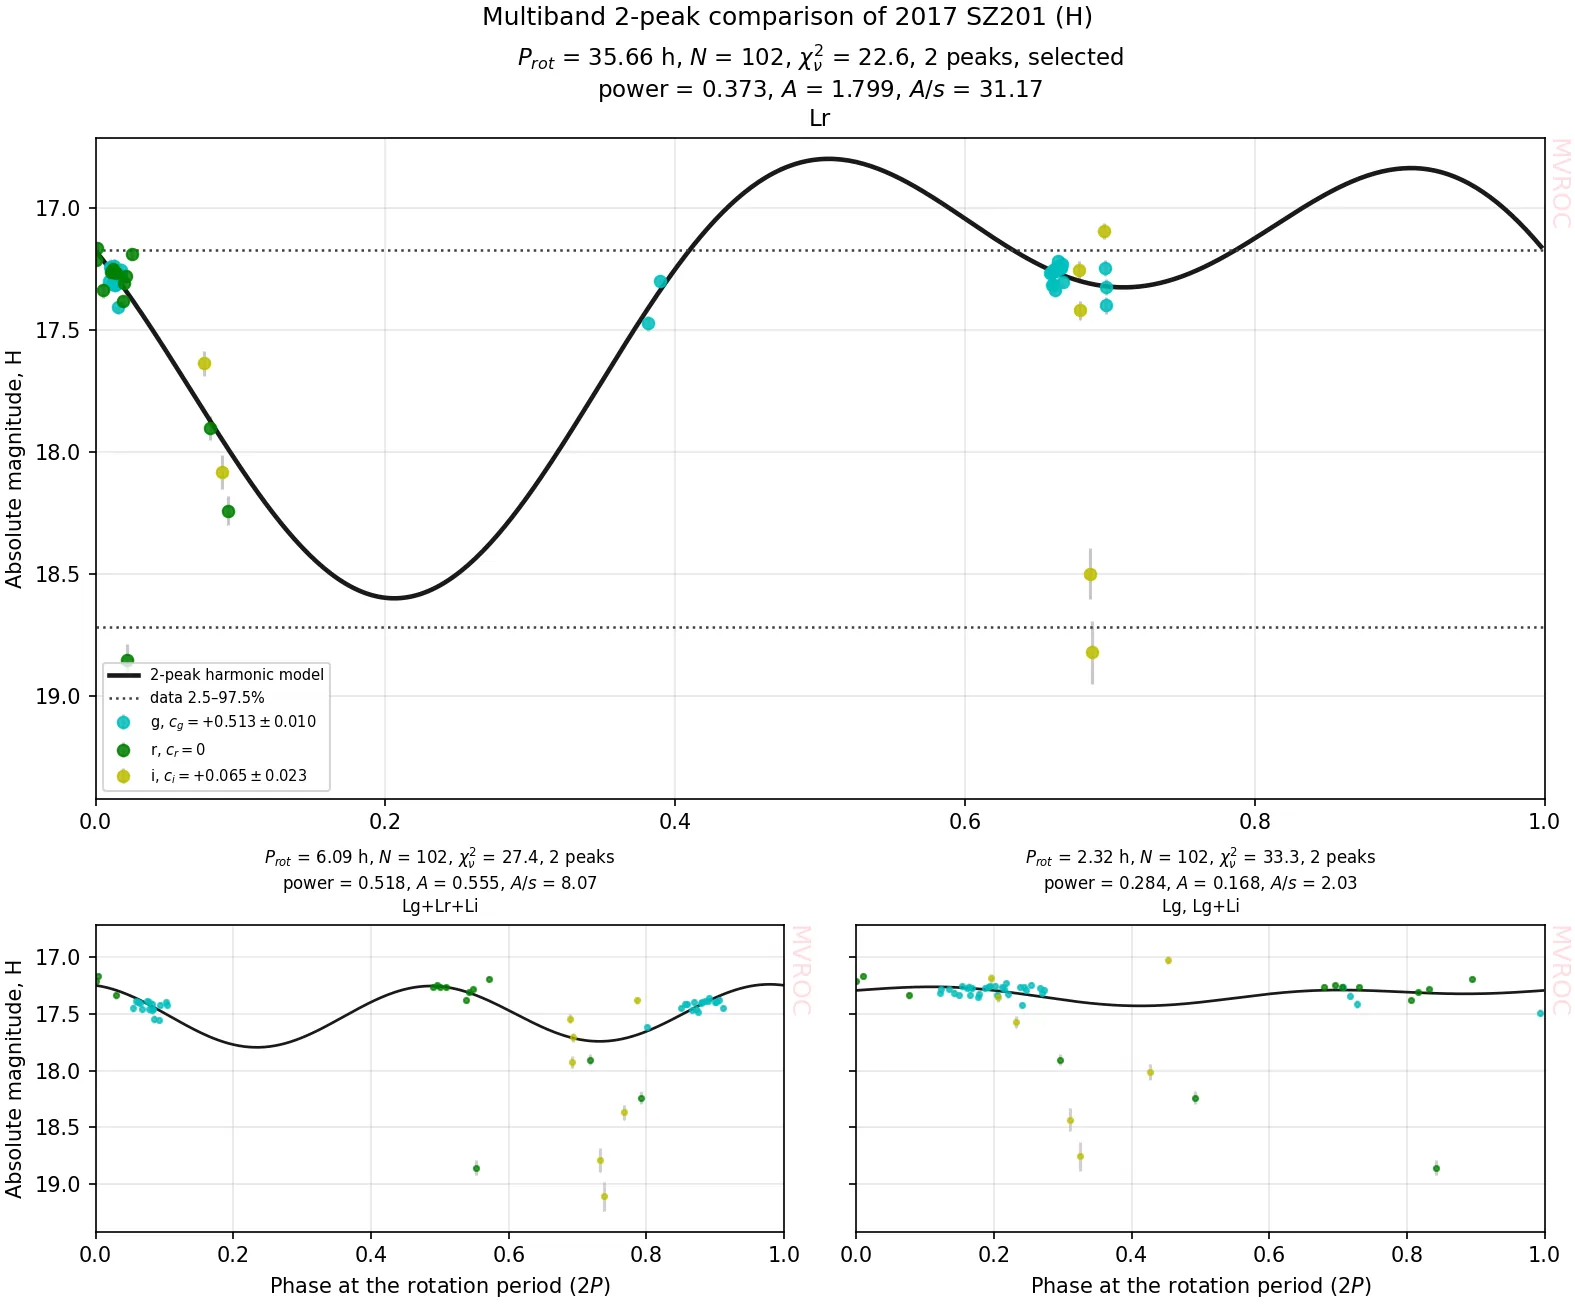 Multiband 2-peak comparison of 2017 SZ201 (H)
P_rot = 35.66 h, N = 102, χ²_ν = 22.6, 2 peaks, selected
power = 0.373, A = 1.799, A/s = 31.17
Lr
MVROC
Absolute magnitude, H
17.0
17.5
18.0
18.5
19.0
2-peak harmonic model
data 2.5–97.5%
g, c_g = +0.513 ± 0.010
r, c_r = 0
i, c_i = +0.065 ± 0.023
0.0 0.2 0.4 0.6 0.8 1.0
P_rot = 6.09 h, N = 102, χ²_ν = 27.4, 2 peaks
power = 0.518, A = 0.555, A/s = 8.07
Lg+Lr+Li
MVROC
Absolute magnitude, H
17.0
17.5
18.0
18.5
19.0
0.0 0.2 0.4 0.6 0.8 1.0
Phase at the rotation period (2P)
P_rot = 2.32 h, N = 102, χ²_ν = 33.3, 2 peaks
power = 0.284, A = 0.168, A/s = 2.03
Lg, Lg+Li
MVROC
0.0 0.2 0.4 0.6 0.8 1.0
Phase at the rotation period (2P)